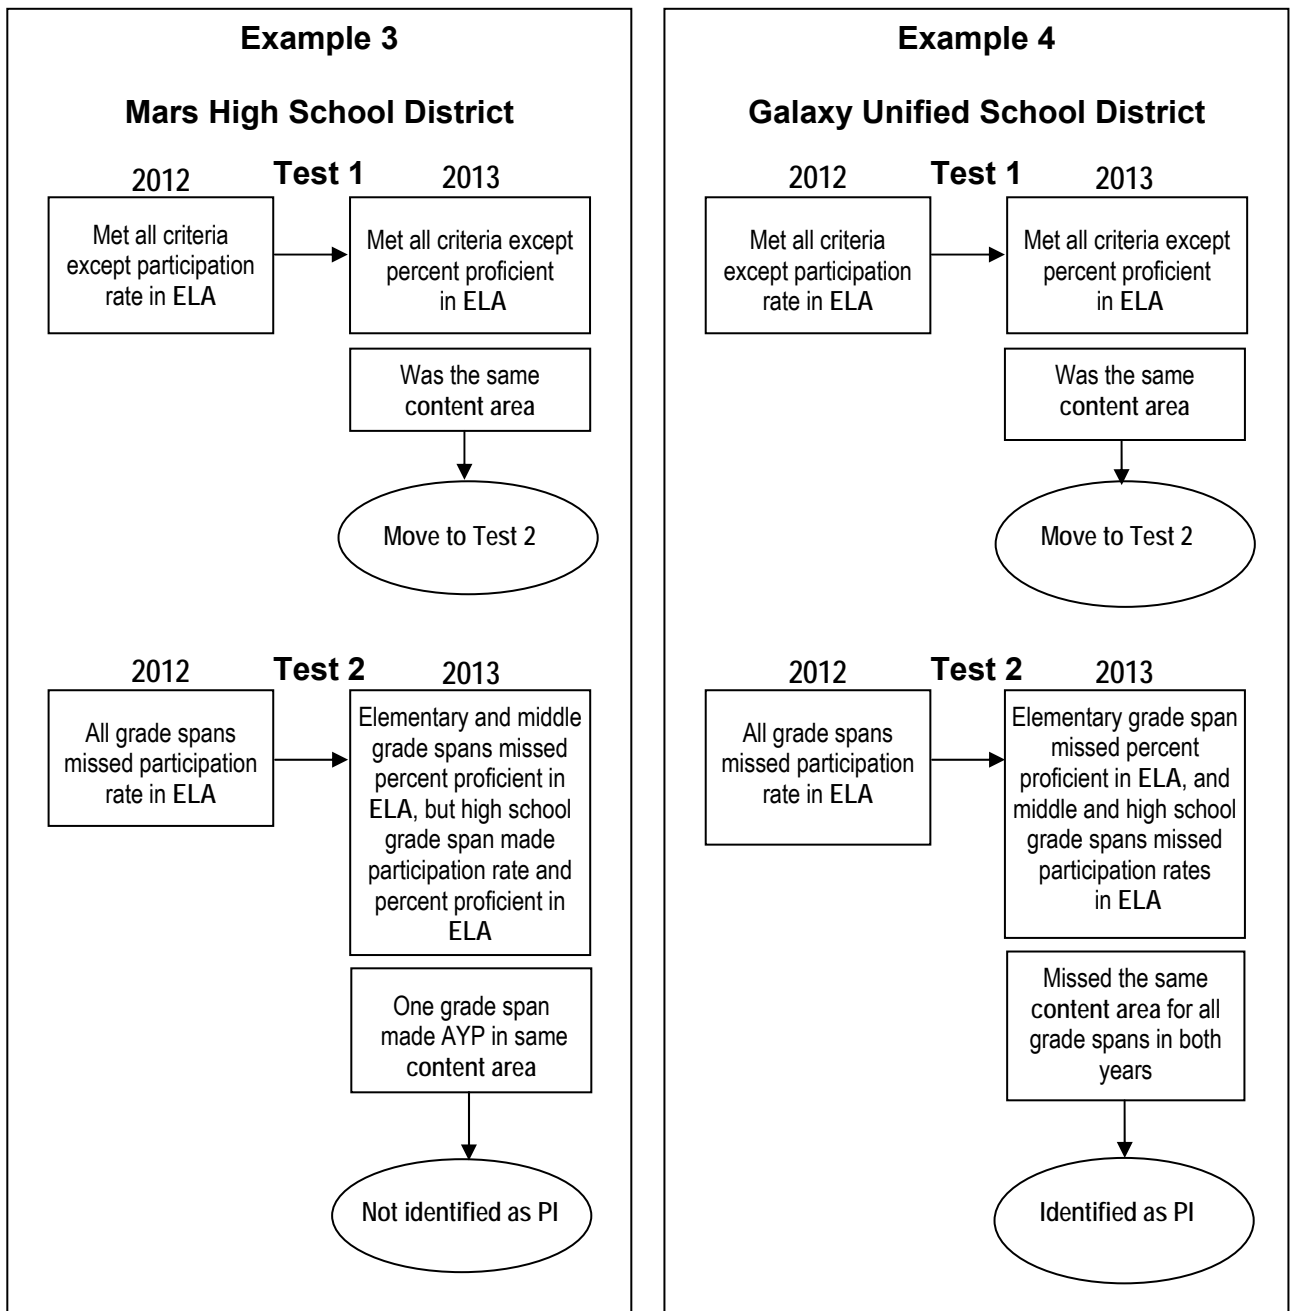 Example 3
Mars High School District
2012
Test 1
2013
Met all criteria
except participation
rate in ELA
Met all criteria except
percent proficient
in ELA
Was the same
content area
Move to Test 2
2012
Test 2
2013
All grade spans
missed participation
rate in ELA
Elementary and middle
grade spans missed
percent proficient in
ELA, but high school
grade span made
participation rate and
percent proficient in
ELA
One grade span
made AYP in same
content area
Not identified as PI
Example 4
Galaxy Unified School District
2012
Test 1
2013
Met all criteria
except participation
rate in ELA
Met all criteria except
percent proficient
in ELA
Was the same
content area
Move to Test 2
2012
Test 2
2013
All grade spans
missed participation
rate in ELA
Elementary grade span
missed percent
proficient in ELA, and
middle and high school
grade spans missed
participation rates
in ELA
Missed the same
content area for all
grade spans in both
years
Identified as PI